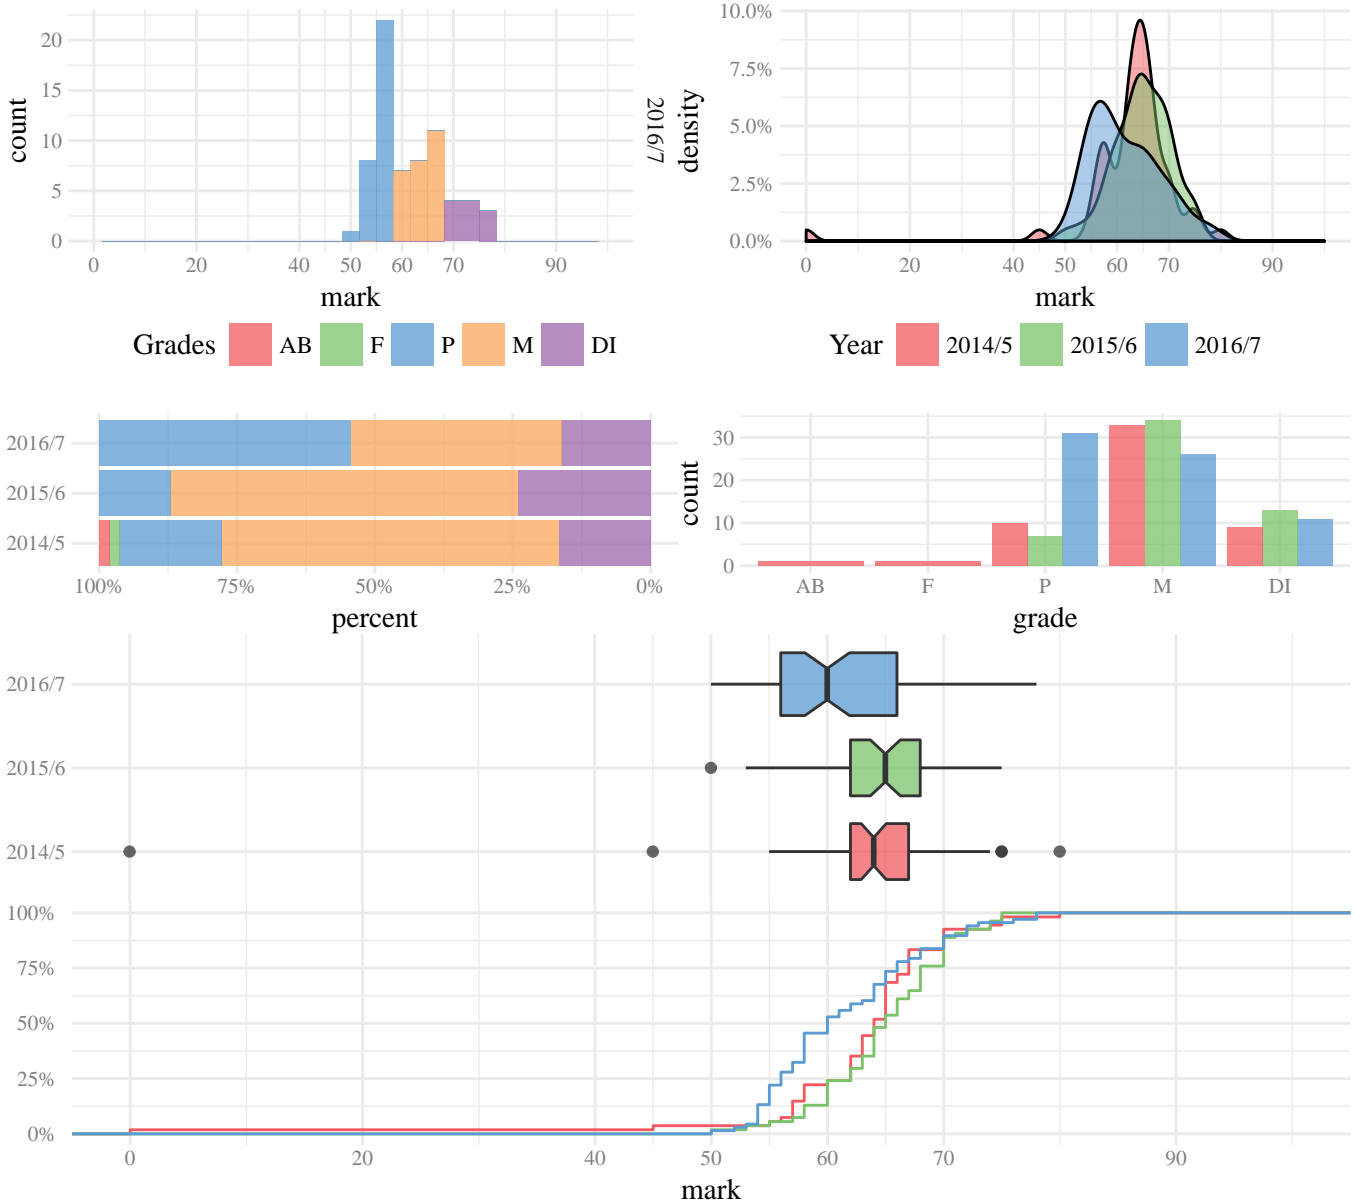 20
15
10
5
0
count
0 20 40 50 60 70 90
mark
2016/7
Grades AB F P M DI
10.0%
7.5%
5.0%
2.5%
0.0%
density
0 20 40 50 60 70 90
mark
Year 2014/5 2015/6 2016/7
2016/7
2015/6
2014/5
100% 75% 50% 25% 0%
percent
30
20
10
0
count
AB F P M DI
grade
2016/7
2015/6
2014/5
100%
75%
50%
25%
0%
0 20 40 50 60 70 90
mark